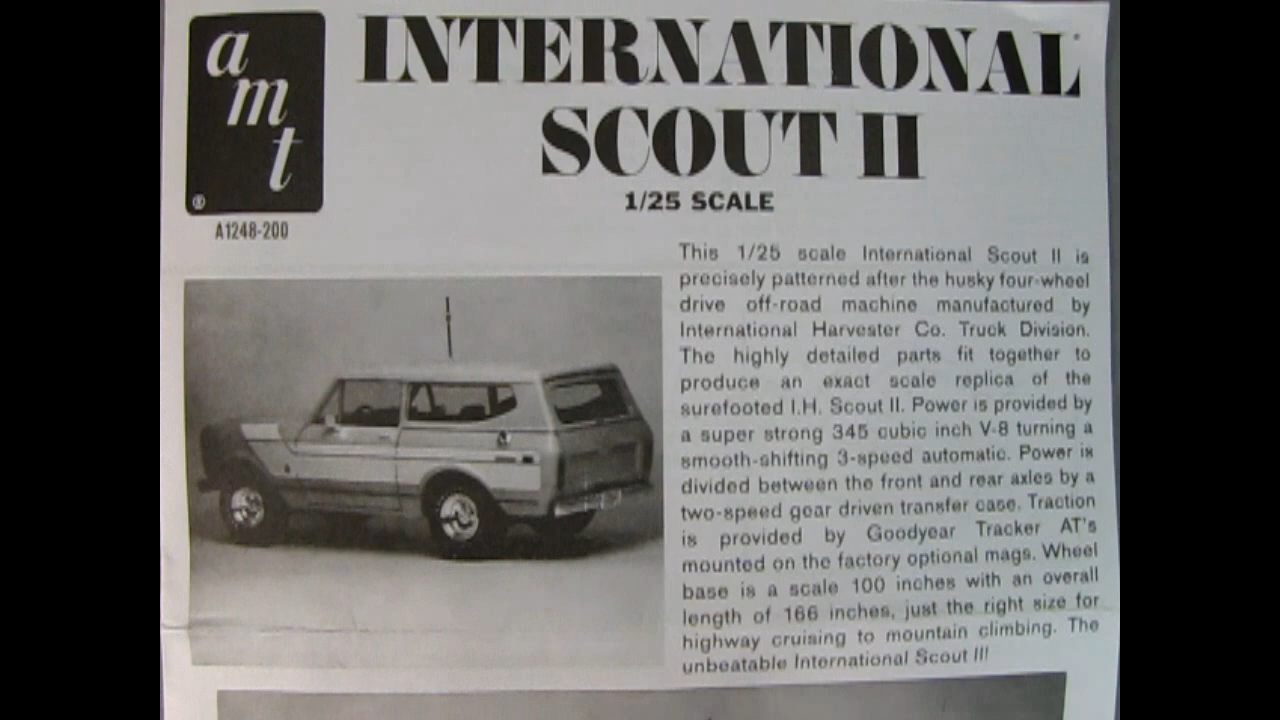 amt
®
A1248-200
INTERNATIONAL
SCOUT II
1/25 SCALE
This 1/25 scale International Scout II is
precisely patterned after the husky four-wheel
drive off-road machine manufactured by
International Harvester Co. Truck Division.
The highly detailed parts fit together to
produce an exact scale replica of the
surefooted I.H. Scout II. Power is provided by
a super strong 345 cubic inch V-8 turning a
smooth-shifting 3-speed automatic. Power is
divided between the front and rear axles by a
two-speed gear driven transfer case. Traction
is provided by Goodyear Tracker AT's
mounted on the factory optional mags. Wheel
base is a scale 100 inches with an overall
length of 166 inches, just the right size for
highway cruising to mountain climbing. The
unbeatable International Scout II!